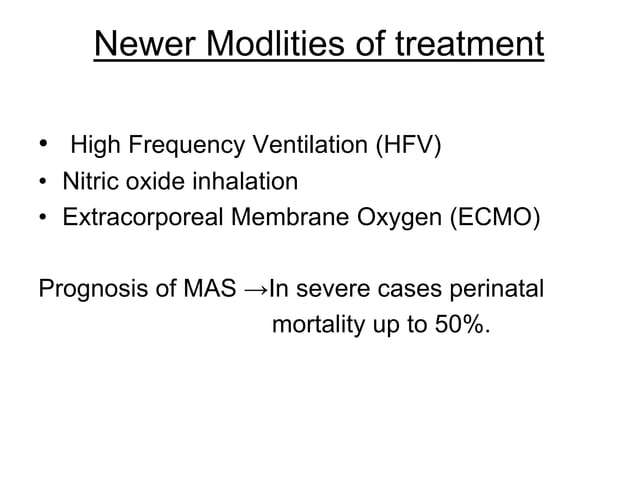 Newer Modlities of treatment
• High Frequency Ventilation (HFV)
• Nitric oxide inhalation
• Extracorporeal Membrane Oxygen (ECMO)
Prognosis of MAS →In severe cases perinatal
mortality up to 50%.